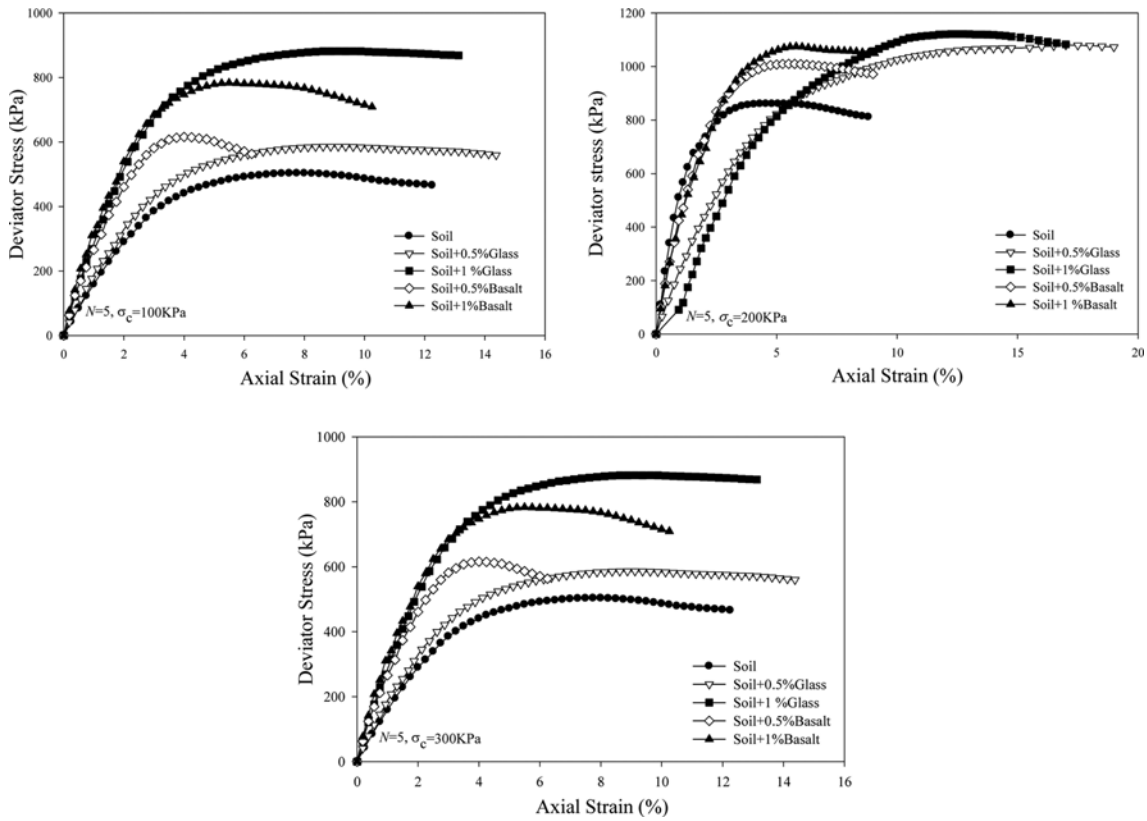 1000
800
600
400
200
0
Deviator Stress (kPa)
Soil
Soil+0.5%Glass
Soil+1 %Glass
Soil+0.5%Basalt
Soil+1%Basalt
N=5, σc=100KPa
0 2 4 6 8 10 12 14 16
Axial Strain (%)
1200
1000
800
600
400
200
0
Deviator stress (kPa)
Soil
Soil+0.5%Glass
Soil+1%Glass
Soil+0.5%Basalt
Soil+1 %Basalt
N=5, σc=200KPa
0 5 10 15 20
Axial Strain (%)
1000
800
600
400
200
0
Deviator Stress (kPa)
Soil
Soil+0.5%Glass
Soil+1 %Glass
Soil+0.5%Basalt
Soil+1%Basalt
N=5, σc=300KPa
0 2 4 6 8 10 12 14 16
Axial Strain (%)